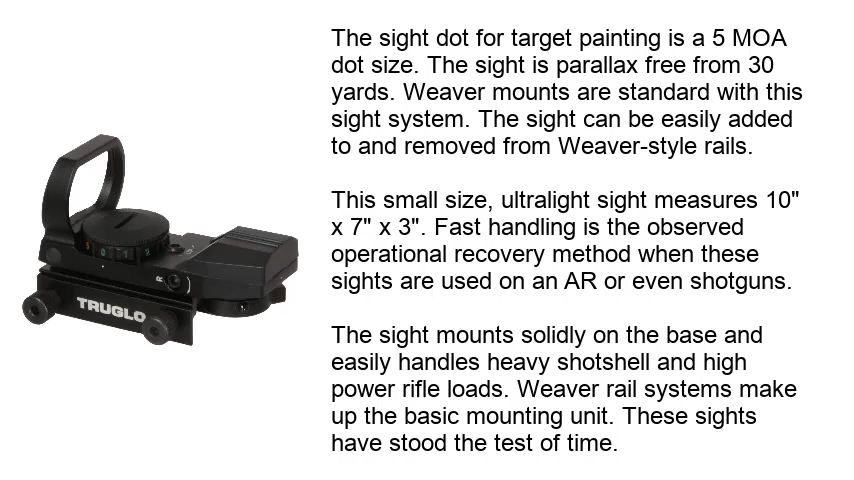 The sight dot for target painting is a 5 MOA
dot size. The sight is parallax free from 30
yards. Weaver mounts are standard with this
sight system. The sight can be easily added
to and removed from Weaver-style rails.
This small size, ultralight sight measures 10"
x 7" x 3". Fast handling is the observed
operational recovery method when these
sights are used on an AR or even shotguns.
The sight mounts solidly on the base and
easily handles heavy shotshell and high
power rifle loads. Weaver rail systems make
up the basic mounting unit. These sights
have stood the test of time.
0 1 2
R
TRUGLO